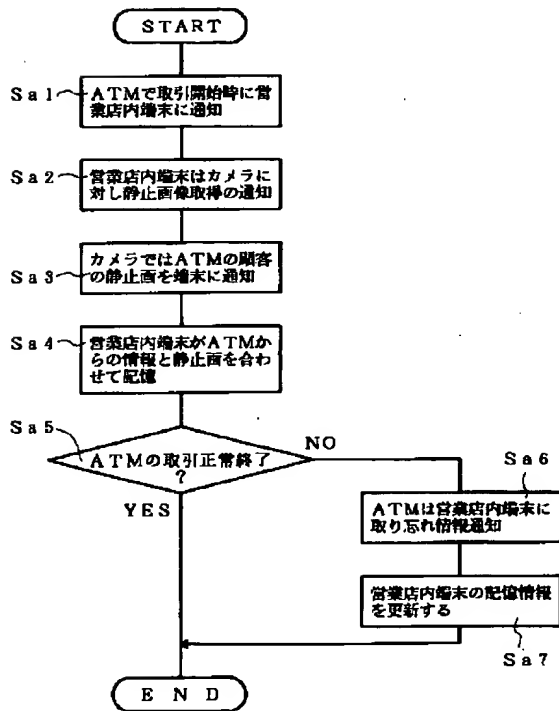 START
Sa1
ATMで取引開始時に営
業店内端末に通知
Sa2
営業店内端末はカメラに
対し静止画像取得の通知
Sa3
カメラではATMの顧客
の静止画を端末に通知
Sa4
営業店内端末がATMか
らの情報と静止画を合わ
せて記憶
Sa5
ATMの取引正常終了
?
NO
YES
Sa6
ATMは営業店内端末に
取り忘れ情報通知
営業店内端末の記憶情報
を更新する
Sa7
END